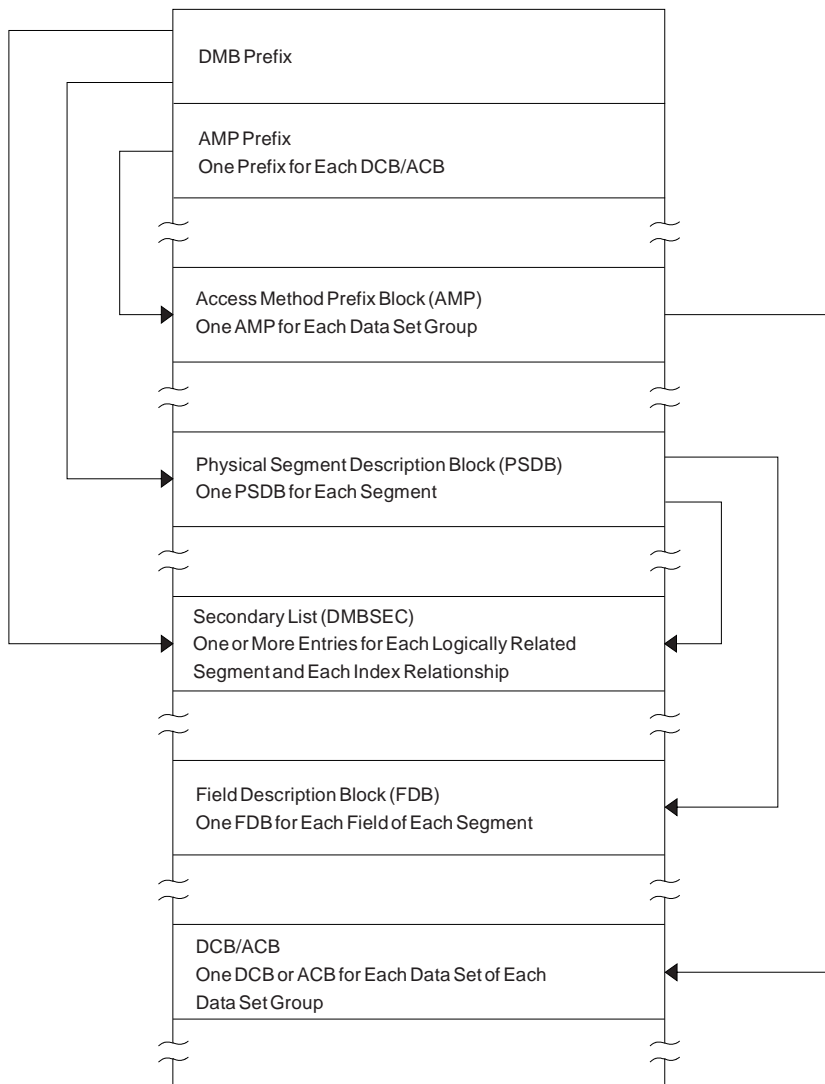 DMB Prefix
AMP Prefix
One Prefix for Each DCB/ACB
Access Method Prefix Block (AMP)
One AMP for Each Data Set Group
Physical Segment Description Block (PSDB)
One PSDB for Each Segment
Secondary List (DMBSEC)
One or More Entries for Each Logically Related
Segment and Each Index Relationship
Field Description Block (FDB)
One FDB for Each Field of Each Segment
DCB/ACB
One DCB or ACB for Each Data Set of Each
Data Set Group